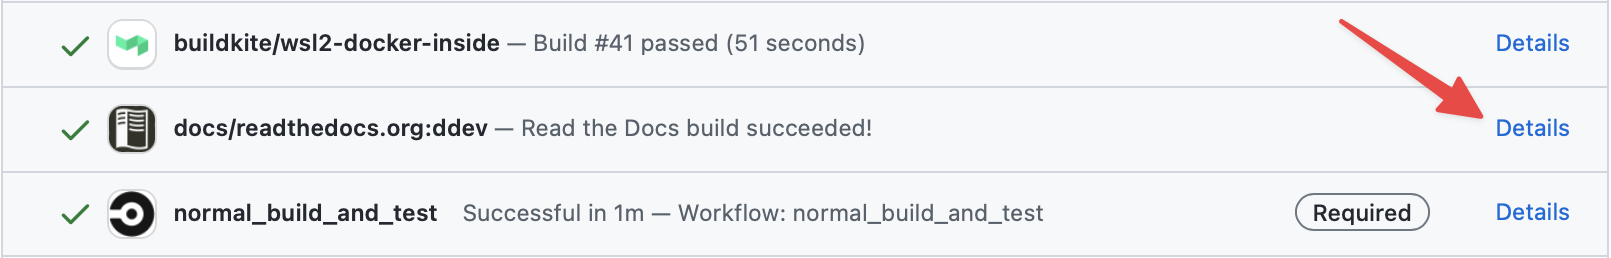 buildkite/wsl2-docker-inside — Build #41 passed (51 seconds) Details
docs/readthedocs.org:ddev — Read the Docs build succeeded! Details
normal_build_and_test Successful in 1m — Workflow: normal_build_and_test Required Details